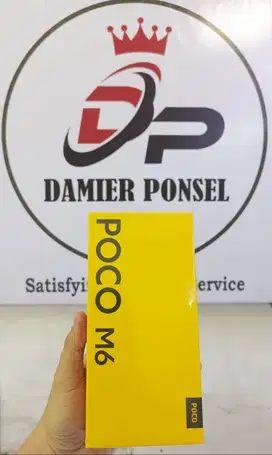 DP
DAMIER PONSEL
Satisfyi ervice
POCO M6
POCO